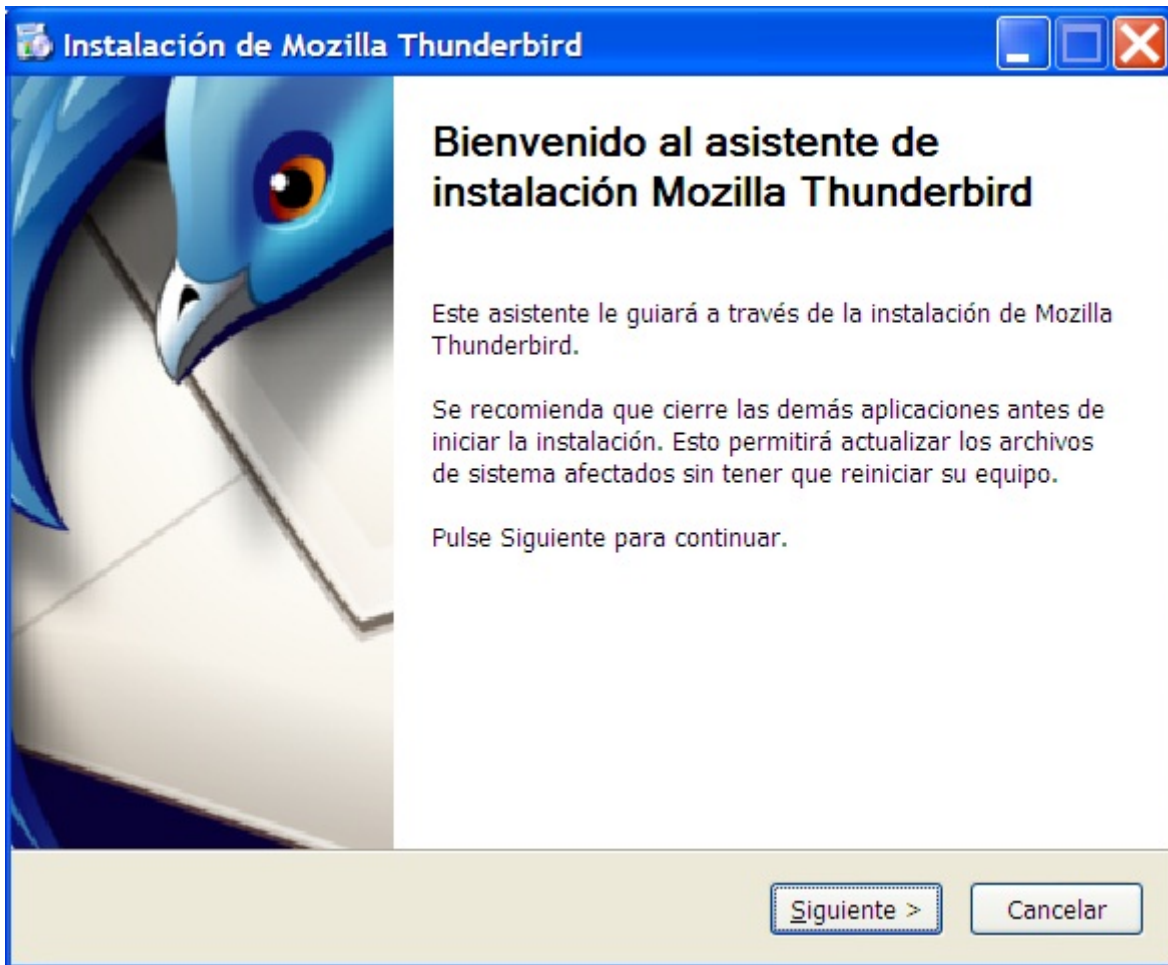 Instalación de Mozilla Thunderbird
Bienvenido al asistente de
instalación Mozilla Thunderbird
Este asistente le guiará a través de la instalación de Mozilla
Thunderbird.
Se recomienda que cierre las demás aplicaciones antes de
iniciar la instalación. Esto permitirá actualizar los archivos
de sistema afectados sin tener que reiniciar su equipo.
Pulse Siguiente para continuar.
Siguiente >
Cancelar